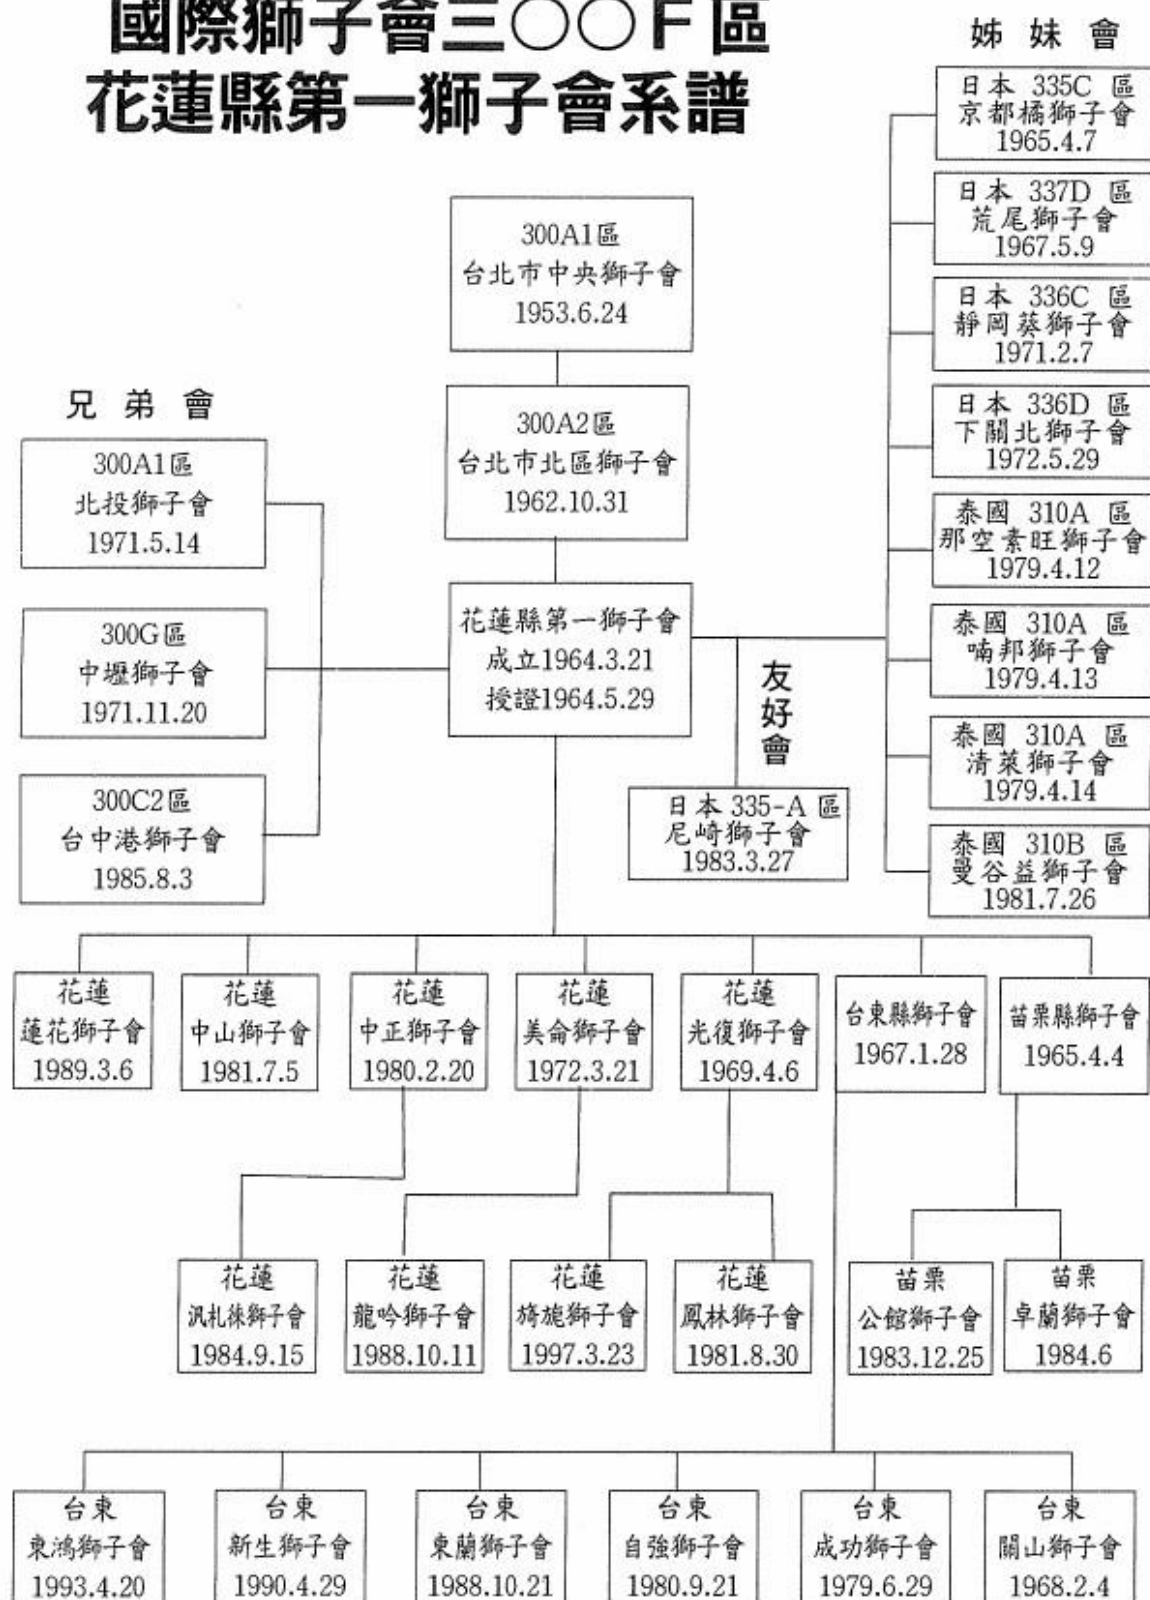 國際獅子會三〇〇F區
花蓮縣第一獅子會系譜
姊妹會
日本 335C 區
京都橘獅子會
1965.4.7
日本 337D 區
荒尾獅子會
1967.5.9
日本 336C 區
靜岡葵獅子會
1971.2.7
日本 336D 區
下關北獅子會
1972.5.29
泰國 310A 區
那空素旺獅子會
1979.4.12
泰國 310A 區
喃邦獅子會
1979.4.13
泰國 310A 區
清萊獅子會
1979.4.14
泰國 310B 區
曼谷益獅子會
1981.7.26
300A1區
台北市中央獅子會
1953.6.24
300A2區
台北市北區獅子會
1962.10.31
花蓮縣第一獅子會
成立1964.3.21
授證1964.5.29
兄弟會
300A1區
北投獅子會
1971.5.14
300G區
中壢獅子會
1971.11.20
300C2區
台中港獅子會
1985.8.3
友好會
日本 335-A 區
尼崎獅子會
1983.3.27
花蓮
蓮花獅子會
1989.3.6
花蓮
中山獅子會
1981.7.5
花蓮
中正獅子會
1980.2.20
花蓮
美侖獅子會
1972.3.21
花蓮
光復獅子會
1969.4.6
台東縣獅子會
1967.1.28
苗栗縣獅子會
1965.4.4
花蓮
汎札徠獅子會
1984.9.15
花蓮
龍吟獅子會
1988.10.11
花蓮
旖旎獅子會
1997.3.23
花蓮
鳳林獅子會
1981.8.30
苗栗
公館獅子會
1983.12.25
苗栗
卓蘭獅子會
1984.6
台東
東鴻獅子會
1993.4.20
台東
新生獅子會
1990.4.29
台東
東蘭獅子會
1988.10.21
台東
自強獅子會
1980.9.21
台東
成功獅子會
1979.6.29
台東
關山獅子會
1968.2.4